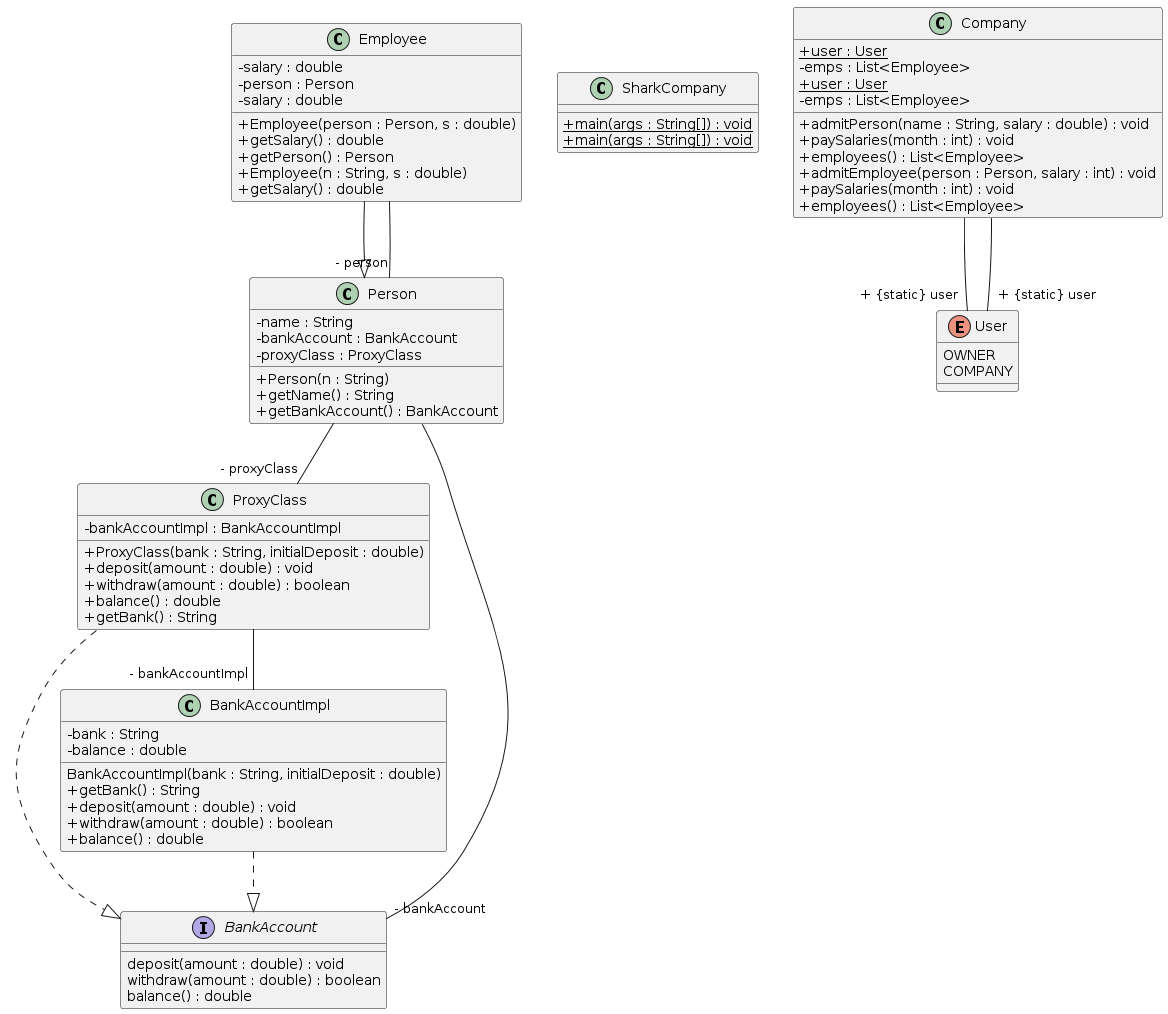 C Employee
-salary : double
-person : Person
-salary : double
+Employee(person : Person, s : double)
+getSalary() : double
+getPerson() : Person
+Employee(n : String, s : double)
+getSalary() : double
C SharkCompany
+main(args : String[]) : void
+main(args : String[]) : void
C Company
+user : User
-emps : List<Employee>
+user : User
-emps : List<Employee>
+admitPerson(name : String, salary : double) : void
+paySalaries(month : int) : void
+employees() : List<Employee>
+admitEmployee(person : Person, salary : int) : void
+paySalaries(month : int) : void
+employees() : List<Employee>
- person
+ {static} user
+ {static} user
C Person
-name : String
-bankAccount : BankAccount
-proxyClass : ProxyClass
+Person(n : String)
+getName() : String
+getBankAccount() : BankAccount
E User
OWNER
COMPANY
- proxyClass
C ProxyClass
-bankAccountImpl : BankAccountImpl
+ProxyClass(bank : String, initialDeposit : double)
+deposit(amount : double) : void
+withdraw(amount : double) : boolean
+balance() : double
+getBank() : String
- bankAccountImpl
C BankAccountImpl
-bank : String
-balance : double
BankAccountImpl(bank : String, initialDeposit : double)
+getBank() : String
+deposit(amount : double) : void
+withdraw(amount : double) : boolean
+balance() : double
- bankAccount
I BankAccount
deposit(amount : double) : void
withdraw(amount : double) : boolean
balance() : double